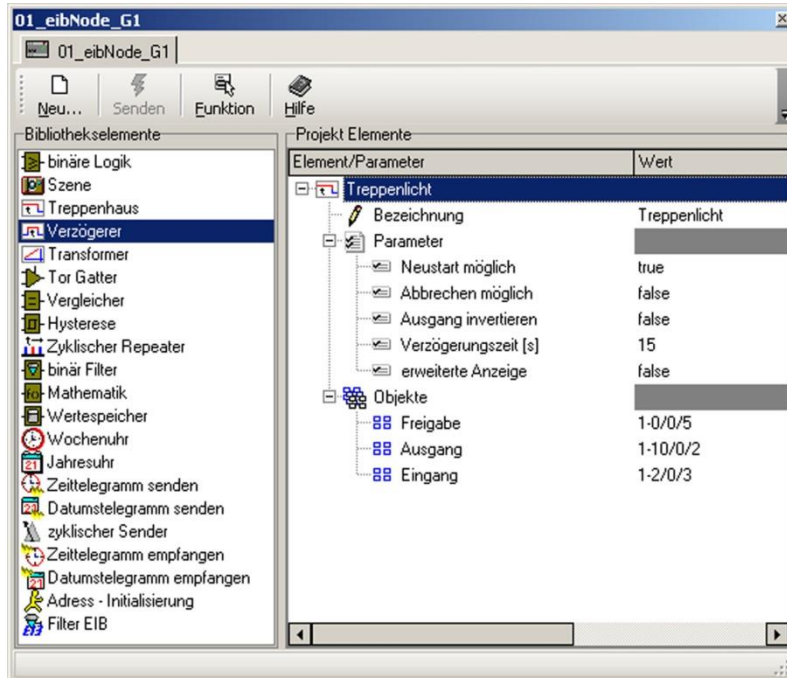 01_eibNode_G1
01_eibNode_G1
Neu... Senden Funktion Hilfe
Bibliothekselemente
binäre Logik
Szene
Treppenhaus
Verzögerer
Transformer
Tor Gatter
Vergleicher
Hysterese
Zyklischer Repeater
binär Filter
Mathematik
Wertespeicher
Wochenuhr
Jahresuhr
Zeittelegramm senden
Datumstelegramm senden
zyklischer Sender
Zeittelegramm empfangen
Datumstelegramm empfangen
Adress - Initialisierung
Filter EIB
Projekt Elemente
Element/Parameter Wert
Treppenlicht
Bezeichnung Treppenlicht
Parameter
Neustart möglich true
Abbrechen möglich false
Ausgang invertieren false
Verzögerungszeit [s] 15
erweiterte Anzeige false
Objekte
Freigabe 1-0/0/5
Ausgang 1-10/0/2
Eingang 1-2/0/3